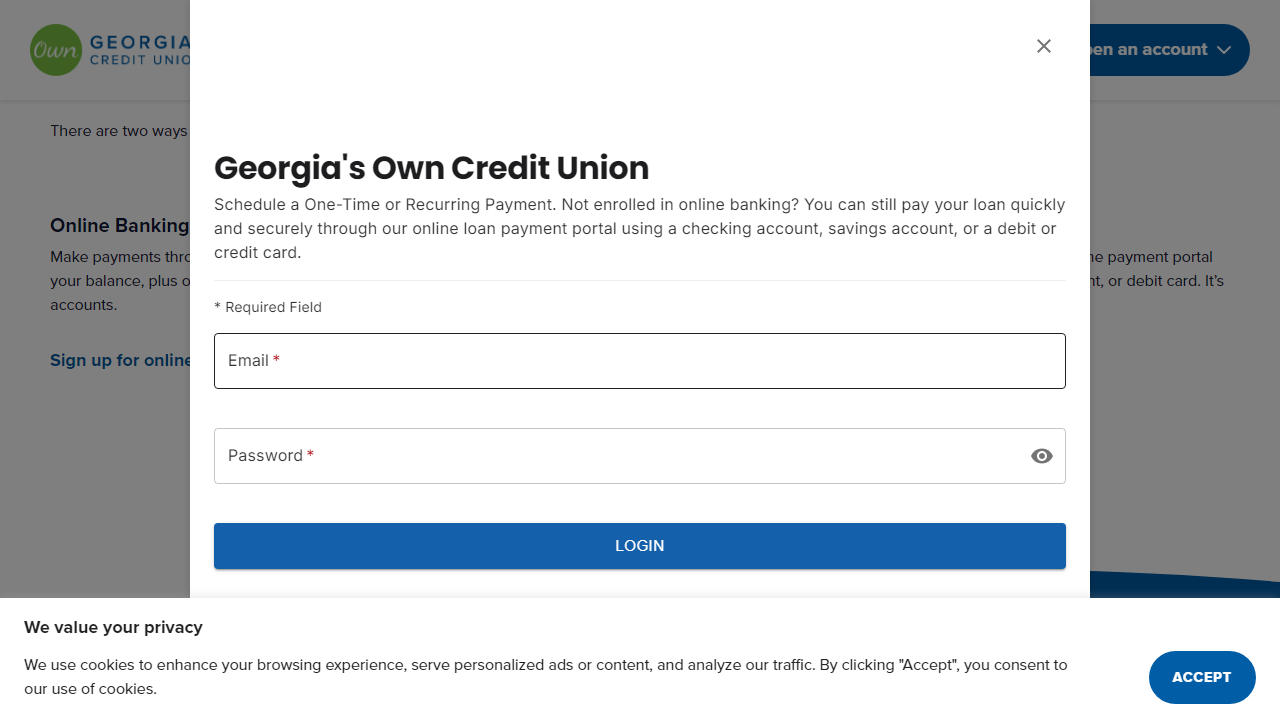 Own GEORGIA
CREDIT UNIO
pen an account
There are two ways
Georgia's Own Credit Union
Schedule a One-Time or Recurring Payment. Not enrolled in online banking? You can still pay your loan quickly
and securely through our online loan payment portal using a checking account, savings account, or a debit or
credit card.
Online Banking
Make payments thro
your balance, plus o
accounts.
ne payment portal
nt, or debit card. It's
Sign up for online
* Required Field
Email *
Password *
LOGIN
We value your privacy
We use cookies to enhance your browsing experience, serve personalized ads or content, and analyze our traffic. By clicking "Accept", you consent to
our use of cookies.
ACCEPT